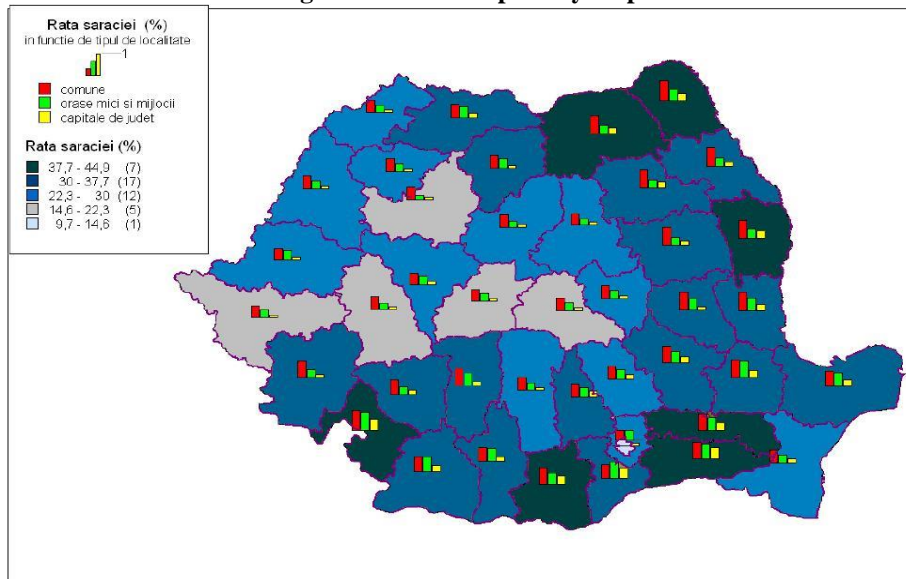 Rata saraciei (%)
in functie de tipul de localitate
1
comune
orase mici si mijlocii
capitale de judet
Rata saraciei (%)
37,7 - 44,9 (7)
30 - 37,7 (17)
22,3 - 30 (12)
14,6 - 22,3 (5)
9,7 - 14,6 (1)